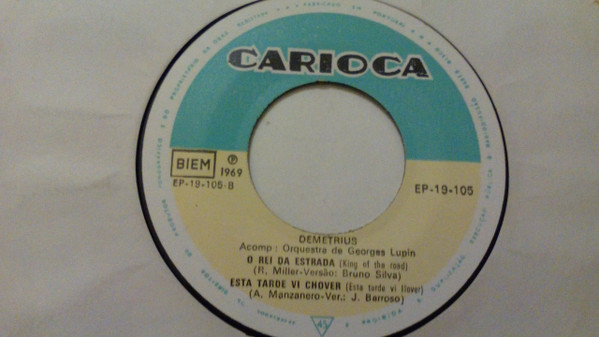 CARIOCA
BIEM
Ⓟ
1969
EP-19-105-B
EP-19-105
DEMETRIUS
Acomp: Orquestra de Georges Lupin
O REI DA ESTRADA (King of the road)
(R. Miller-Versão: Bruno Silva)
ESTA TARDE VI CHOVER (Esta tarde vi llover)
(A. Manzanero-Ver.: J. Barroso)
45